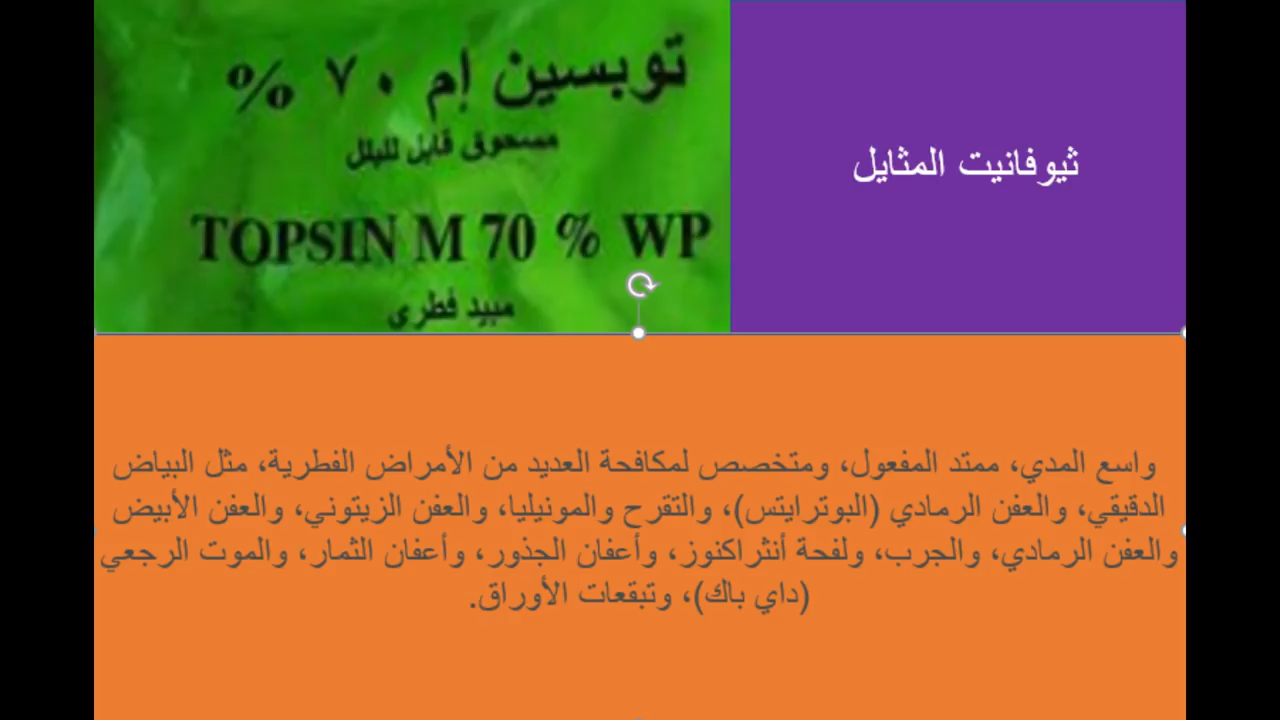 توبسين إم ٧٠ %
مسحوق قابل للبلل
TOPSIN M 70 % WP
مبيد فطري
ثيوفانيت المثايل
واسع المدي، ممتد المفعول، ومتخصص لمكافحة العديد من الأمراض الفطرية، مثل البياض
الدقيقي، والعفن الرمادي (البوترايتس)، والتقرح والمونيليا، والعفن الزيتوني، والعفن الأبيض
والعفن الرمادي، والجرب، ولفحة أنثراكنوز، وأعفان الجذور، وأعفان الثمار، والموت الرجعي
(داي باك)، وتبقعات الأوراق.